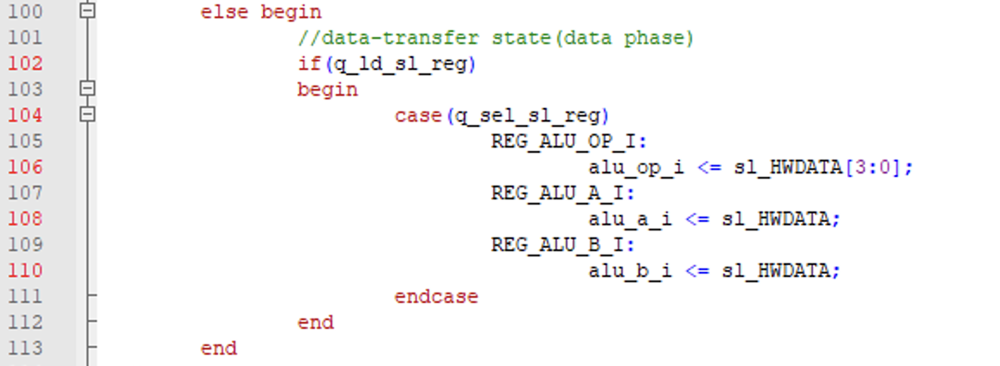 100 else begin
101 //data-transfer state(data phase)
102 if(q_ld_sl_reg)
103 begin
104 case(q_sel_sl_reg)
105 REG_ALU_OP_I:
106 alu_op_i <= sl_HWDATA[3:0];
107 REG_ALU_A_I:
108 alu_a_i <= sl_HWDATA;
109 REG_ALU_B_I:
110 alu_b_i <= sl_HWDATA;
111 endcase
112 end
113 end